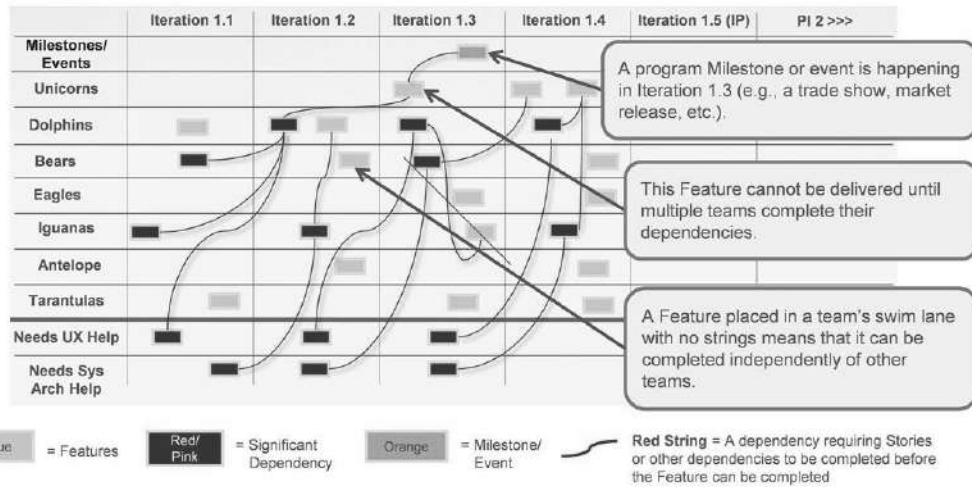 Iteration 1.1 Iteration 1.2 Iteration 1.3 Iteration 1.4 Iteration 1.5 (IP) PI 2 >>>
Milestones/
Events
Unicorns
Dolphins
Bears
Eagles
Iguanas
Antelope
Tarantulas
Needs UX Help
Needs Sys
Arch Help
A program Milestone or event is happening
in Iteration 1.3 (e.g., a trade show, market
release, etc.).
This Feature cannot be delivered until
multiple teams complete their
dependencies.
A Feature placed in a team's swim lane
with no strings means that it can be
completed independently of other
teams.
ue
= Features
Red/
Pink
= Significant
Dependency
Orange
= Milestone/
Event
Red String = A dependency requiring Stories
or other dependencies to be completed before
the Feature can be completed